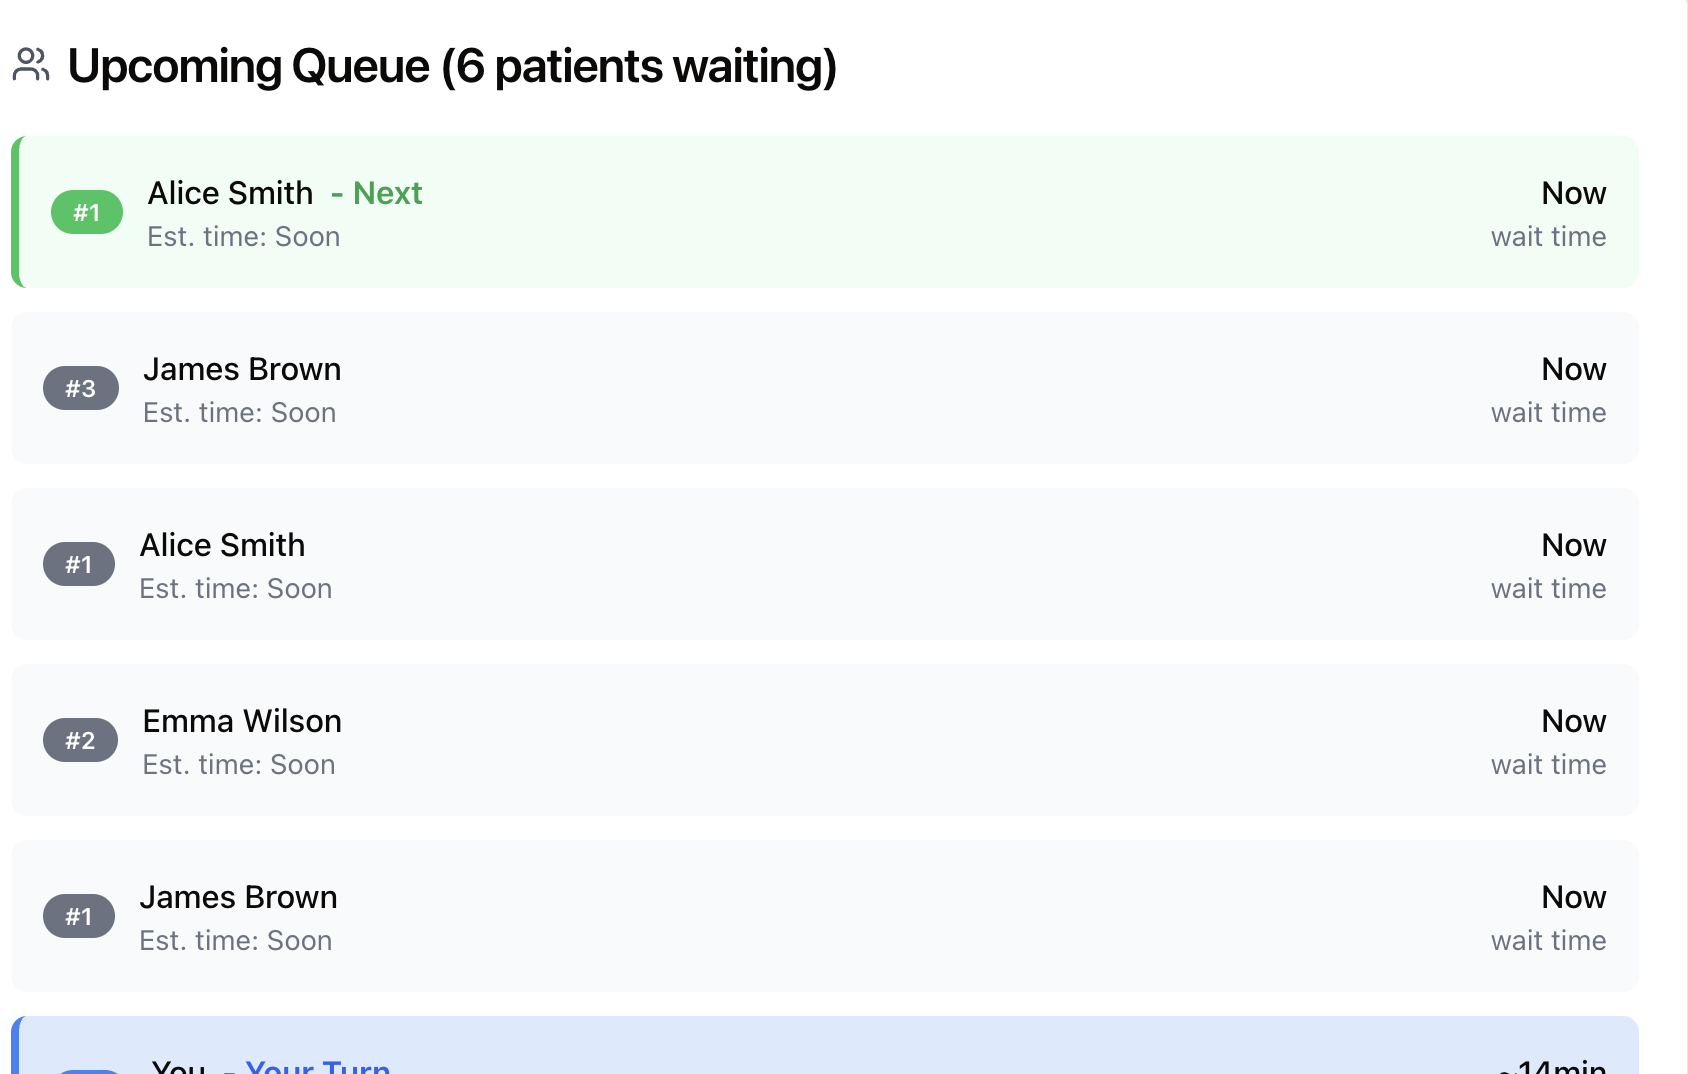 Upcoming Queue (6 patients waiting)
#1
Alice Smith - Next
Est. time: Soon
Now
wait time
#3
James Brown
Est. time: Soon
Now
wait time
#1
Alice Smith
Est. time: Soon
Now
wait time
#2
Emma Wilson
Est. time: Soon
Now
wait time
#1
James Brown
Est. time: Soon
Now
wait time
You - Your Turn
~14min